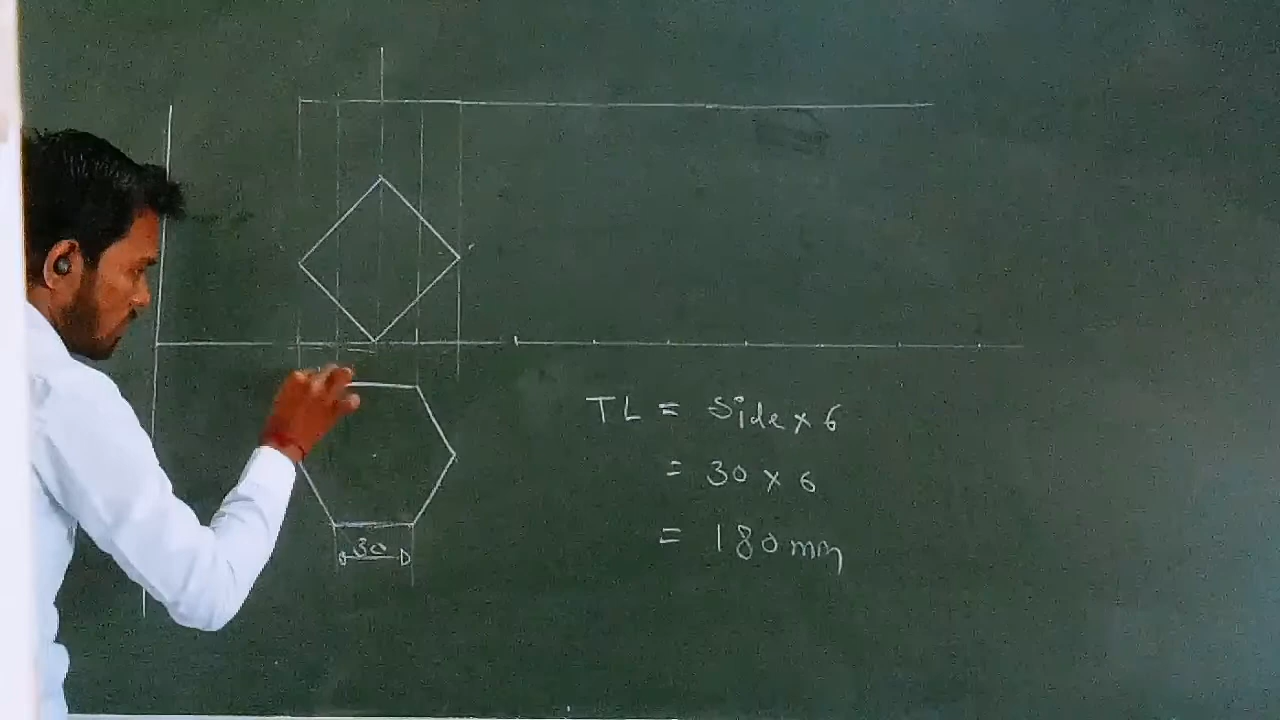 TL = Side × 6
= 30 × 6
= 180 mm
30